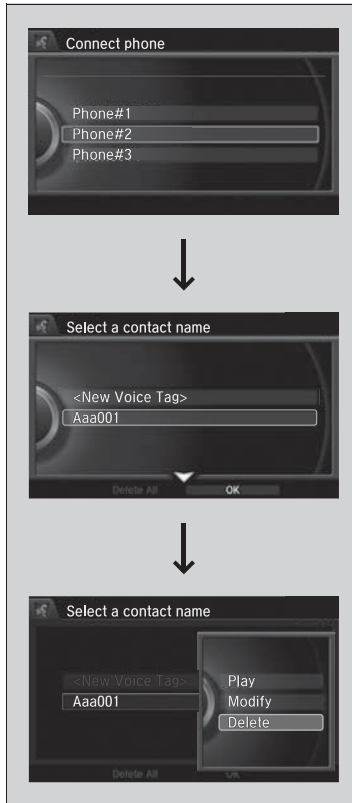 Connect phone
Phone#1
Phone#2
Phone#3
Select a contact name
<New Voice Tag>
Aaa001
Delete All OK
Select a contact name
<New Voice Tag>
Aaa001
Play
Modify
Delete
Delete All OK